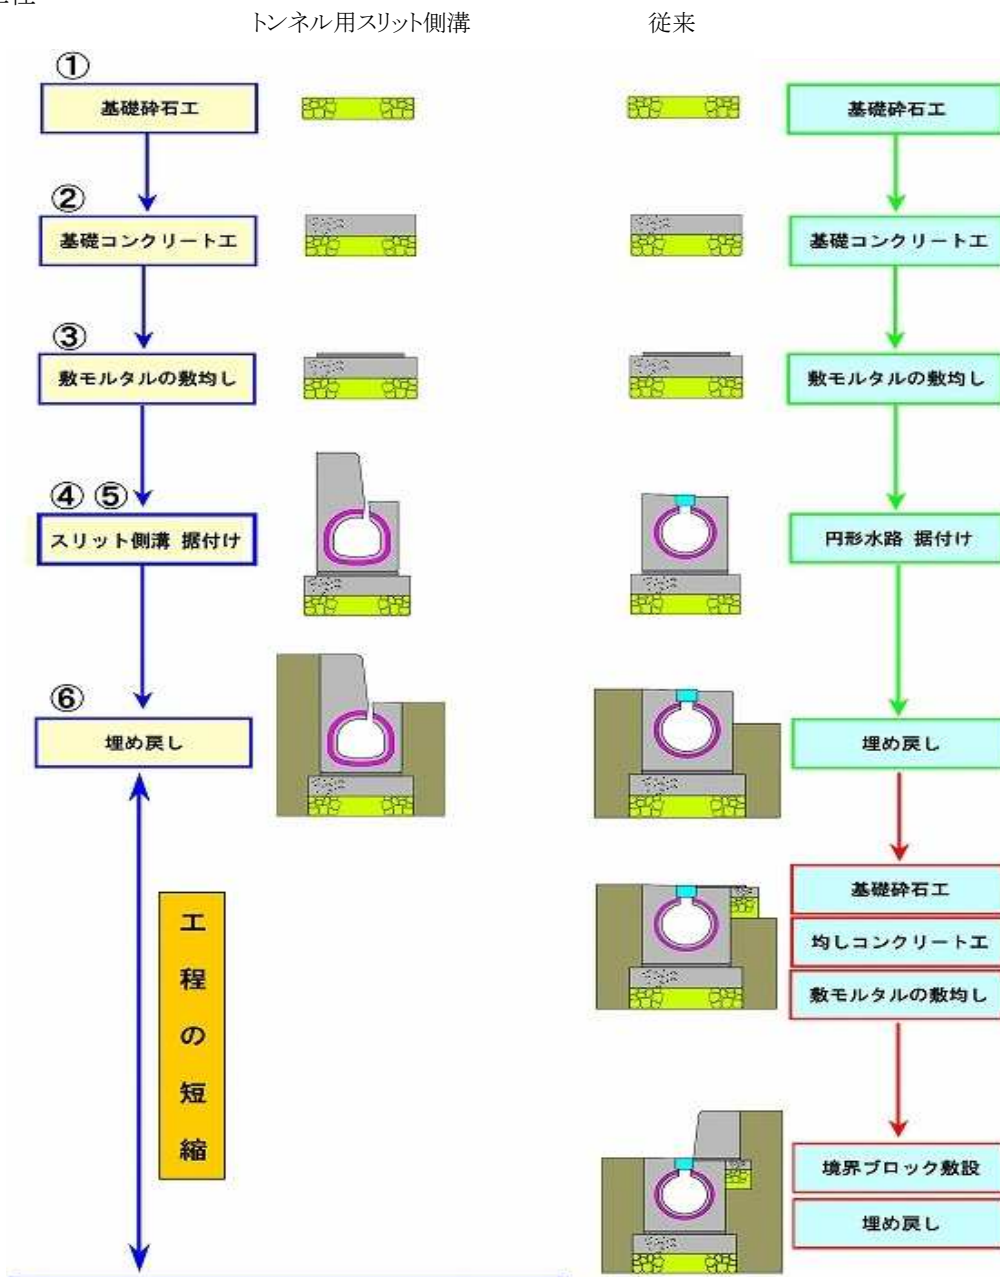 トンネル用スリット側溝
従来
①
基礎砕石工
基礎砕石工
②
基礎コンクリート工
基礎コンクリート工
③
敷モルタルの敷均し
敷モルタルの敷均し
④ ⑤
スリット側溝 据付け
円形水路 据付け
⑥
埋め戻し
埋め戻し
基礎砕石工
均しコンクリート工
敷モルタルの敷均し
工程の短縮
境界ブロック敷設
埋め戻し